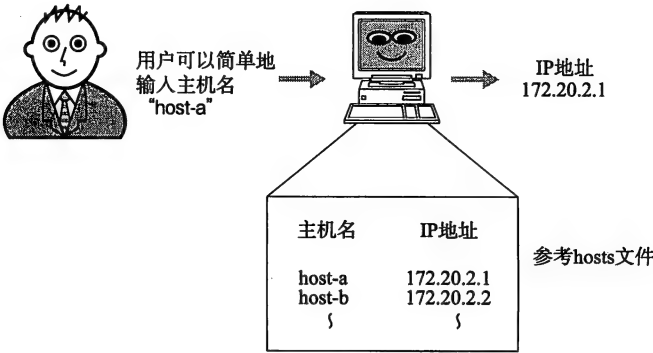 用户可以简单地
输入主机名
“host-a”
IP地址
172.20.2.1
主机名 IP地址
host-a 172.20.2.1
host-b 172.20.2.2
参考hosts文件